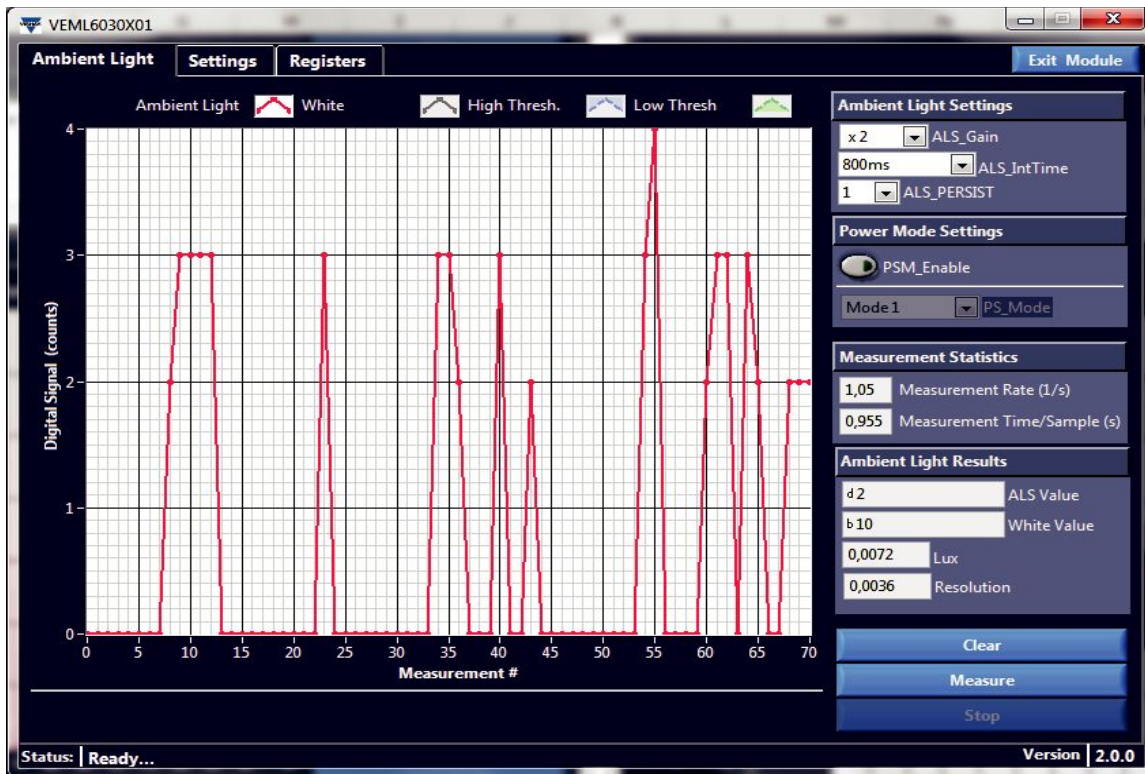 VEML6030X01
Ambient Light Settings Registers Exit Module
Ambient Light White High Thresh. Low Thresh
4
3
2
1
0
Digital Signal (counts)
0 5 10 15 20 25 30 35 40 45 50 55 60 65 70
Measurement #
Ambient Light Settings
x 2 ALS_Gain
800ms ALS_IntTime
1 ALS_PERSIST
Power Mode Settings
PSM_Enable
Mode 1 PS_Mode
Measurement Statistics
1,05 Measurement Rate (1/s)
0,955 Measurement Time/Sample (s)
Ambient Light Results
d 2 ALS Value
b 10 White Value
0,0072 Lux
0,0036 Resolution
Clear
Measure
Stop
Status: Ready... Version 2.0.0